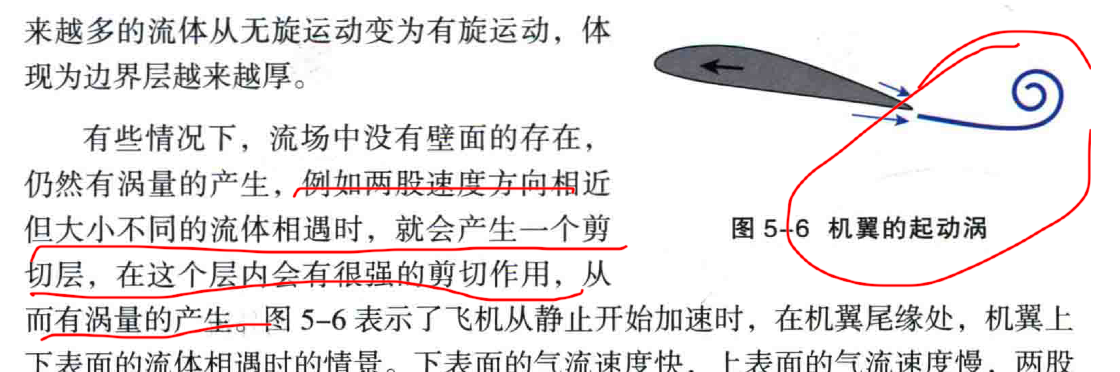 来越多的流体从无旋运动变为有旋运动，体
现为边界层越来越厚。
有些情况下，流场中没有壁面的存在，
仍然有涡量的产生，例如两股速度方向相近
但大小不同的流体相遇时，就会产生一个剪
切层，在这个层内会有很强的剪切作用，从
而有涡量的产生。图 5-6 表示了飞机从静止开始加速时，在机翼尾缘处，机翼上
下表面的流体相遇时的情景。下表面的气流速度快，上表面的气流速度慢，两股
图 5-6 机翼的起动涡